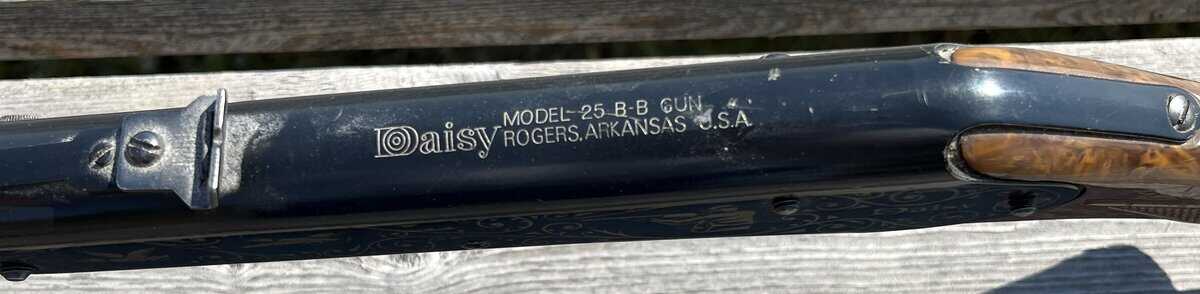 MODEL 25 B-B GUN
Daisy ROGERS, ARKANSAS U.S.A.